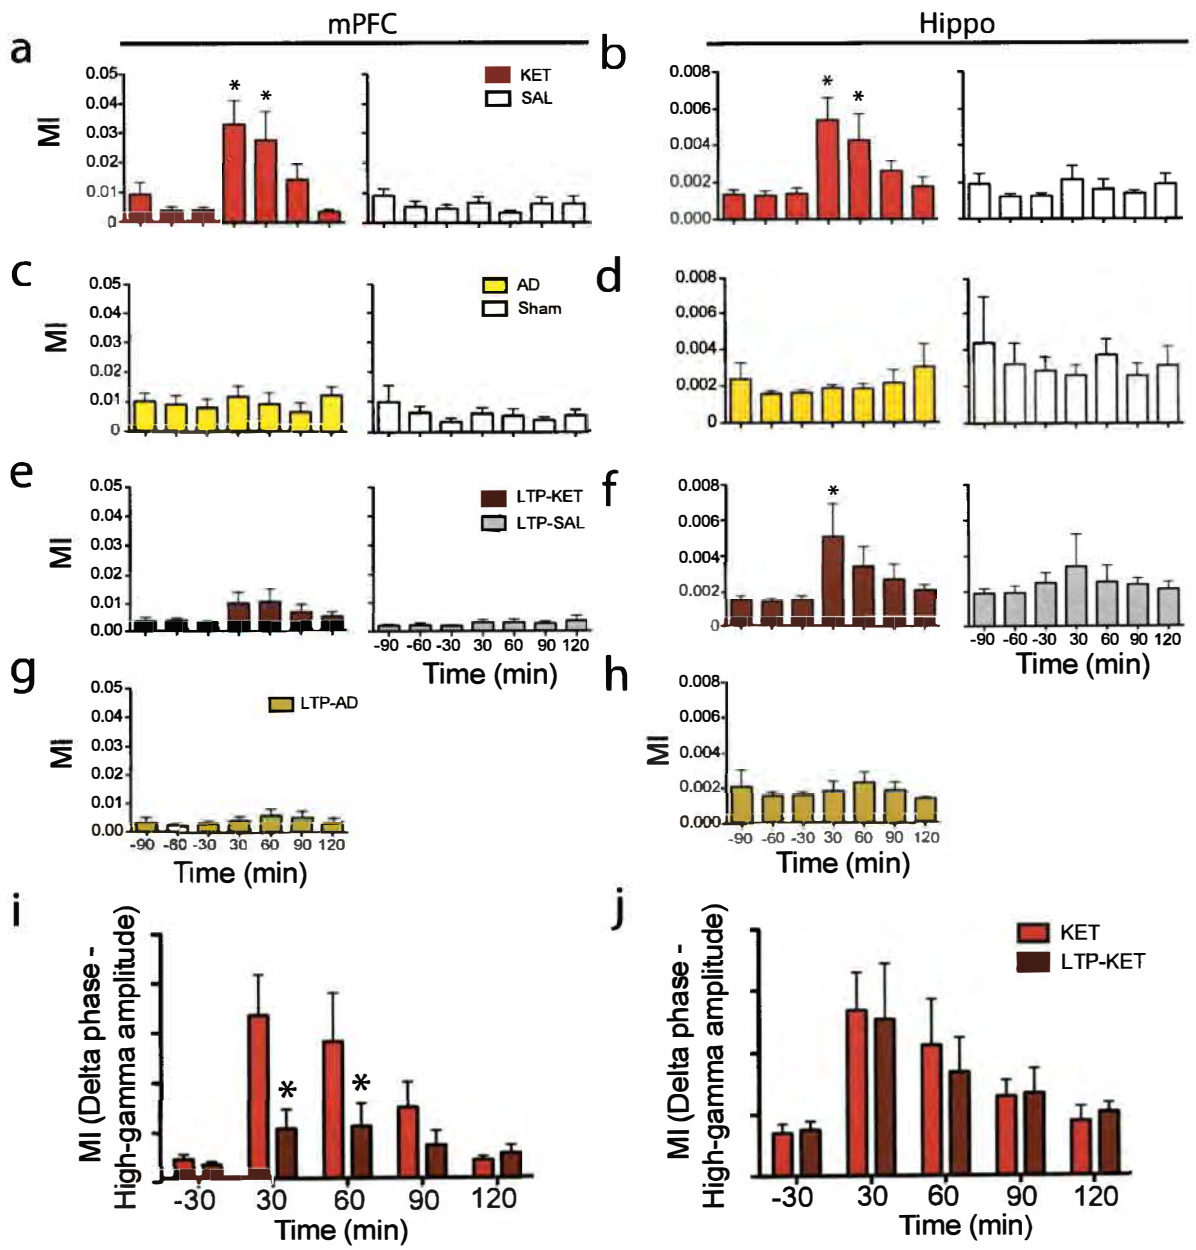 mPFC
Hippo
a
0.05
0.04
0.03
0.02
0.01
0
MI
* *
KET
SAL
b
0.008
0.006
0.004
0.002
0.000
* *
c
0.05
0.04
0.03
0.02
0.01
0
MI
AD
Sham
d
0.008
0.006
0.004
0.002
0
e
0.05
0.04
0.03
0.02
0.01
0.00
MI
LTP-KET
LTP-SAL
-90 -60 -30 30 60 90 120
Time (min)
f
0.008
0.006
0.004
0.002
0
*
-90 -60 -30 30 60 90 120
Time (min)
g
0.05
0.04
0.03
0.02
0.01
0.00
MI
LTP-AD
-90 -60 -30 30 60 90 120
Time (min)
h
0.008
0.006
0.004
0.002
0.000
MI
-90 -60 -30 30 60 90 120
Time (min)
i
MI (Delta phase -
High-gamma amplitude)
* *
-30 30 60 90 120
Time (min)
j
MI (Delta phase -
High-gamma amplitude)
KET
LTP-KET
-30 30 60 90 120
Time (min)